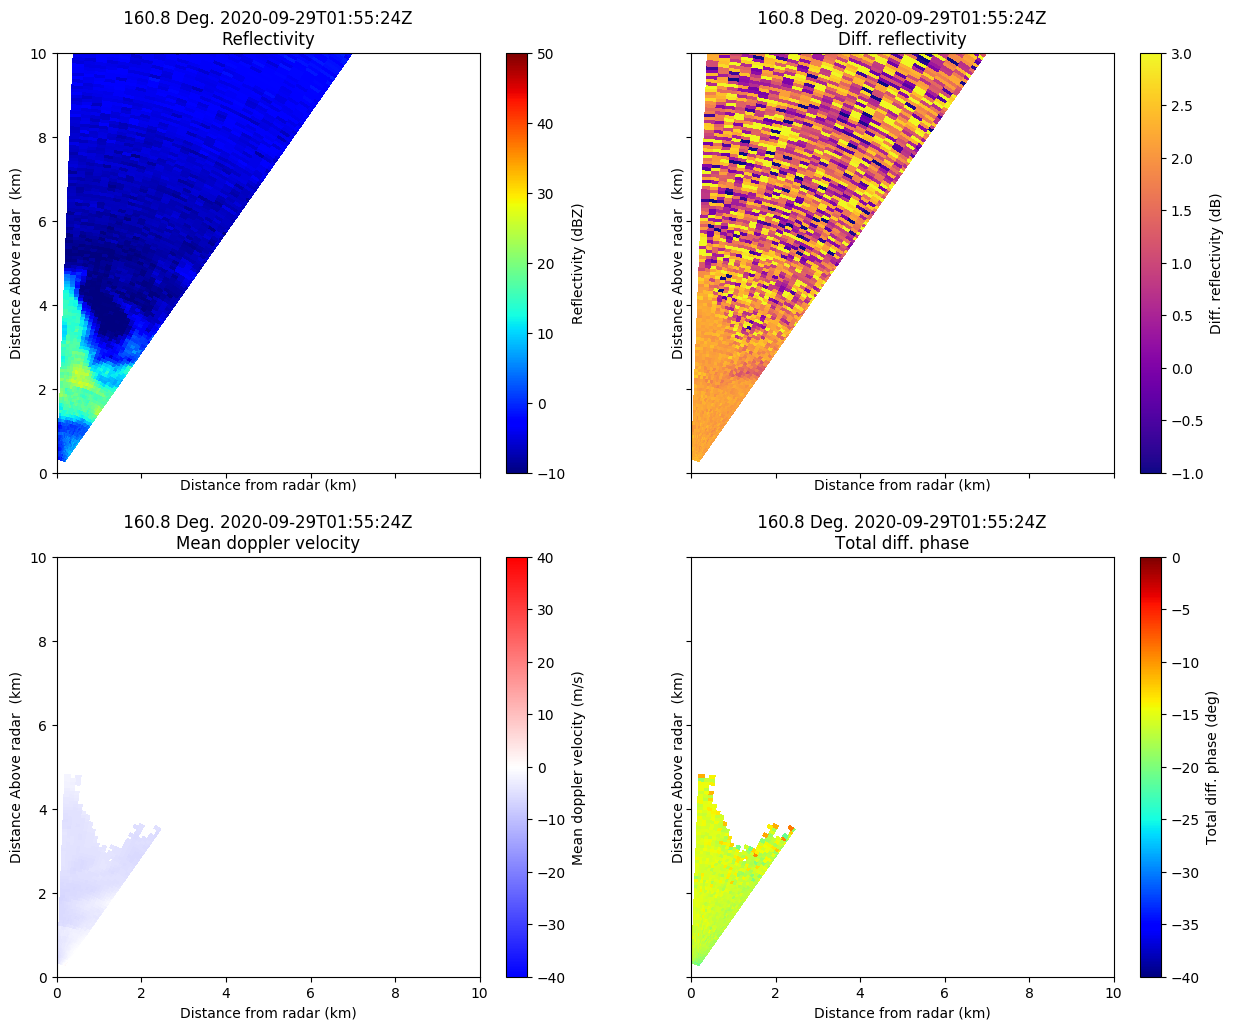 160.8 Deg. 2020-09-29T01:55:24Z
Reflectivity
10
8
6
4
2
0
Distance Above radar  (km)
Distance from radar (km)
50
40
30
20
10
0
−10
Reflectivity (dBZ)
160.8 Deg. 2020-09-29T01:55:24Z
Diff. reflectivity
Distance Above radar  (km)
Distance from radar (km)
3.0
2.5
2.0
1.5
1.0
0.5
0.0
−0.5
−1.0
Diff. reflectivity (dB)
160.8 Deg. 2020-09-29T01:55:24Z
Mean doppler velocity
10
8
6
4
2
0
Distance Above radar  (km)
0 2 4 6 8 10
Distance from radar (km)
40
30
20
10
0
−10
−20
−30
−40
Mean doppler velocity (m/s)
160.8 Deg. 2020-09-29T01:55:24Z
Total diff. phase
Distance Above radar  (km)
0 2 4 6 8 10
Distance from radar (km)
0
−5
−10
−15
−20
−25
−30
−35
−40
Total diff. phase (deg)